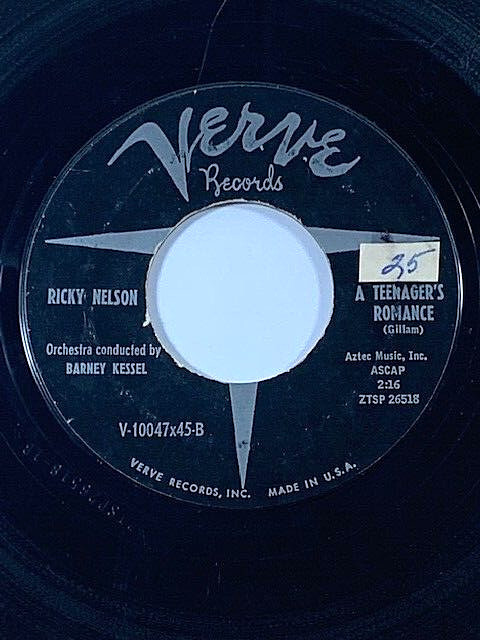 Verve
Records
25
RICKY NELSON
Orchestra conducted by
BARNEY KESSEL
A TEENAGER'S
ROMANCE
(Gillam)
Aztec Music, Inc.
ASCAP
2:16
ZTSP 26518
V-10047x45-B
VERVE RECORDS, INC. MADE IN U.S.A.